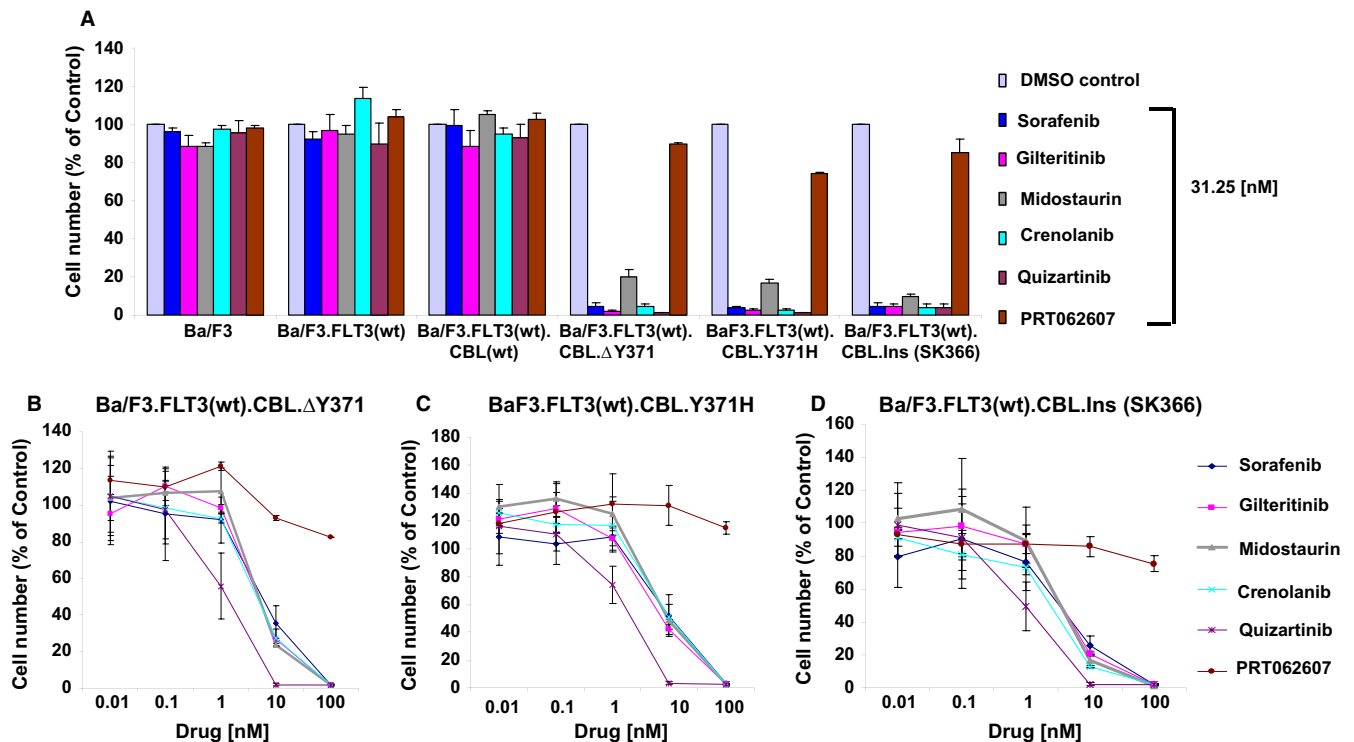 A
Cell number (% of Control)
140
120
100
80
60
40
20
0
Ba/F3
Ba/F3.FLT3(wt)
Ba/F3.FLT3(wt).
CBL(wt)
Ba/F3.FLT3(wt).
CBL.ΔY371
BaF3.FLT3(wt).
CBL.Y371H
Ba/F3.FLT3(wt).
CBL.Ins (SK366)
DMSO control
Sorafenib
Gilteritinib
Midostaurin
Crenolanib
Quizartinib
PRT062607
31.25 [nM]
B
Ba/F3.FLT3(wt).CBL.ΔY371
Cell number (% of Control)
140
120
100
80
60
40
20
0
0.01 0.1 1 10 100
Drug [nM]
C
BaF3.FLT3(wt).CBL.Y371H
Cell number (% of Control)
180
160
140
120
100
80
60
40
20
0
0.01 0.1 1 10 100
Drug [nM]
D
Ba/F3.FLT3(wt).CBL.Ins (SK366)
Cell number (% of Control)
160
140
120
100
80
60
40
20
0
0.01 0.1 1 10 100
Drug [nM]
Sorafenib
Gilteritinib
Midostaurin
Crenolanib
Quizartinib
PRT062607